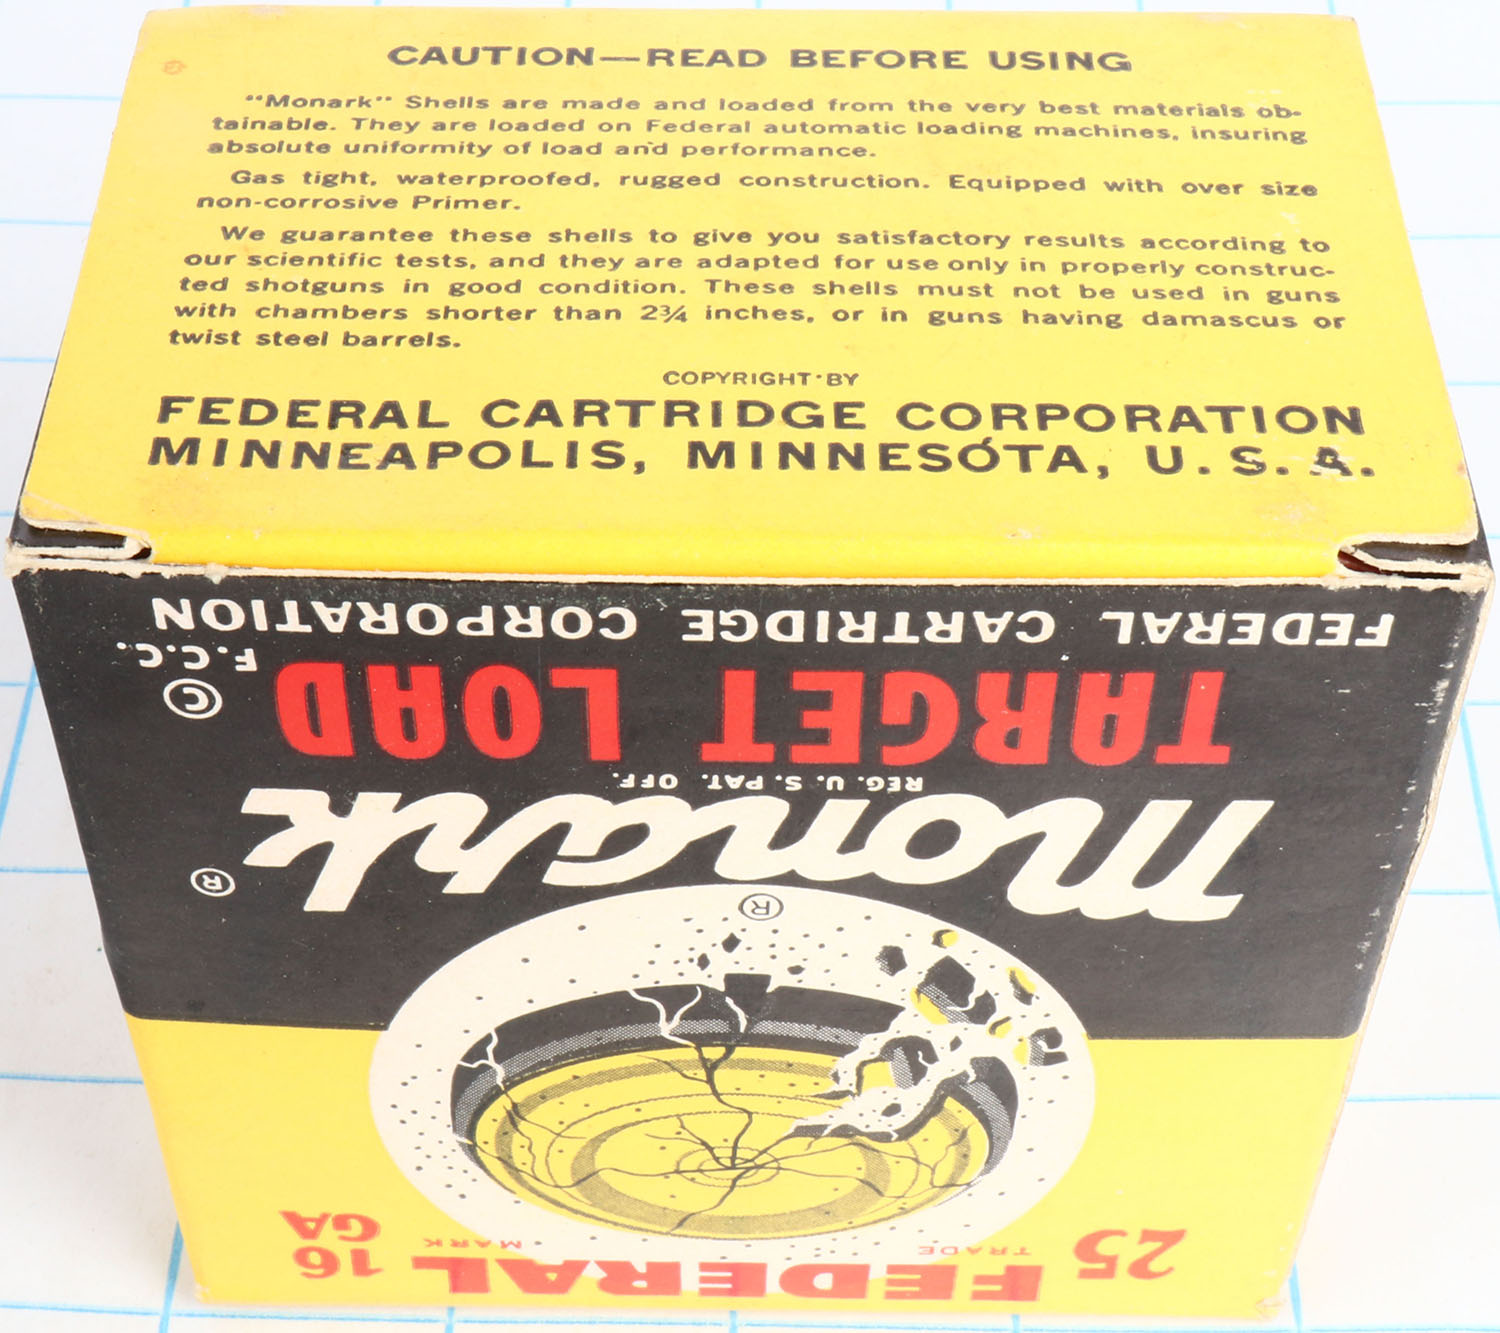 CAUTION—READ BEFORE USING
"Monark" Shells are made and loaded from the very best materials ob-
tainable. They are loaded on Federal automatic loading machines, insuring
absolute uniformity of load and performance.
Gas tight, waterproofed, rugged construction. Equipped with over size
non-corrosive Primer.
We guarantee these shells to give you satisfactory results according to
our scientific tests, and they are adapted for use only in properly construc-
ted shotguns in good condition. These shells must not be used in guns
with chambers shorter than 2¾ inches, or in guns having damascus or
twist steel barrels.
COPYRIGHT BY
FEDERAL CARTRIDGE CORPORATION
MINNEAPOLIS, MINNESOTA, U.S.A.
25 FEDERAL 16 GA
TRADE MARK
®
Monark ®
REG. U.S. PAT. OFF.
TARGET LOAD © F.C.C.
FEDERAL CARTRIDGE CORPORATION